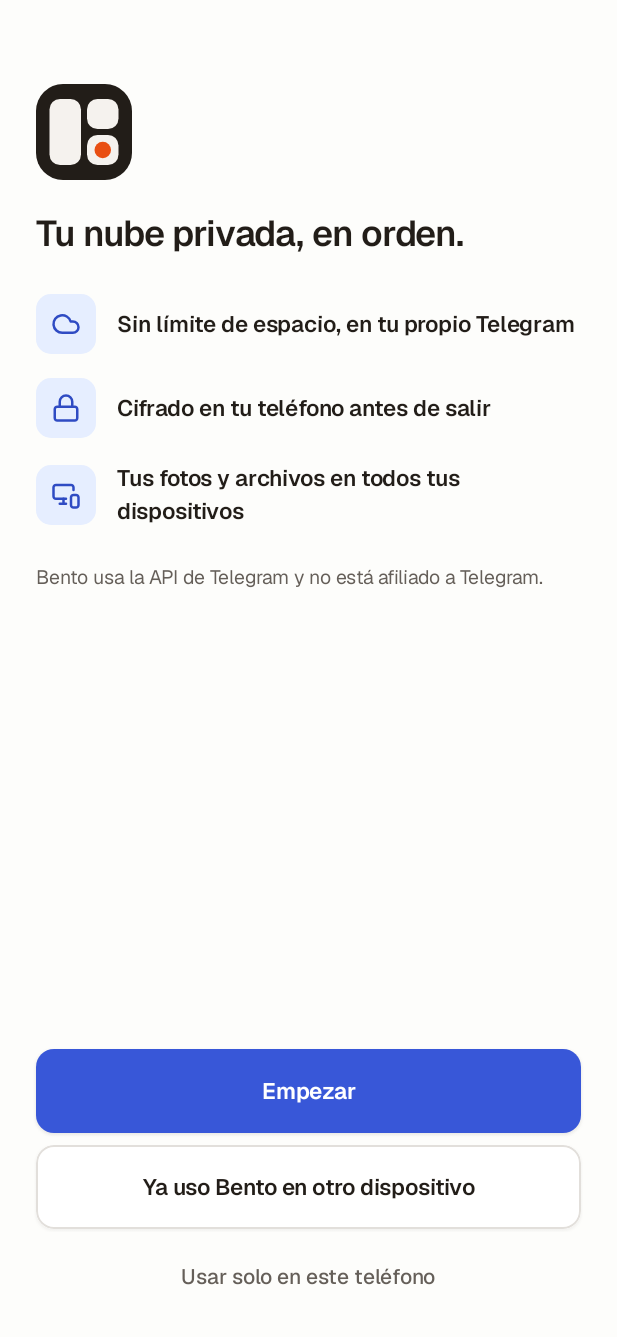 Tu nube privada, en orden.
Sin límite de espacio, en tu propio Telegram
Cifrado en tu teléfono antes de salir
Tus fotos y archivos en todos tus
dispositivos
Bento usa la API de Telegram y no está afiliado a Telegram.
Empezar
Ya uso Bento en otro dispositivo
Usar solo en este teléfono